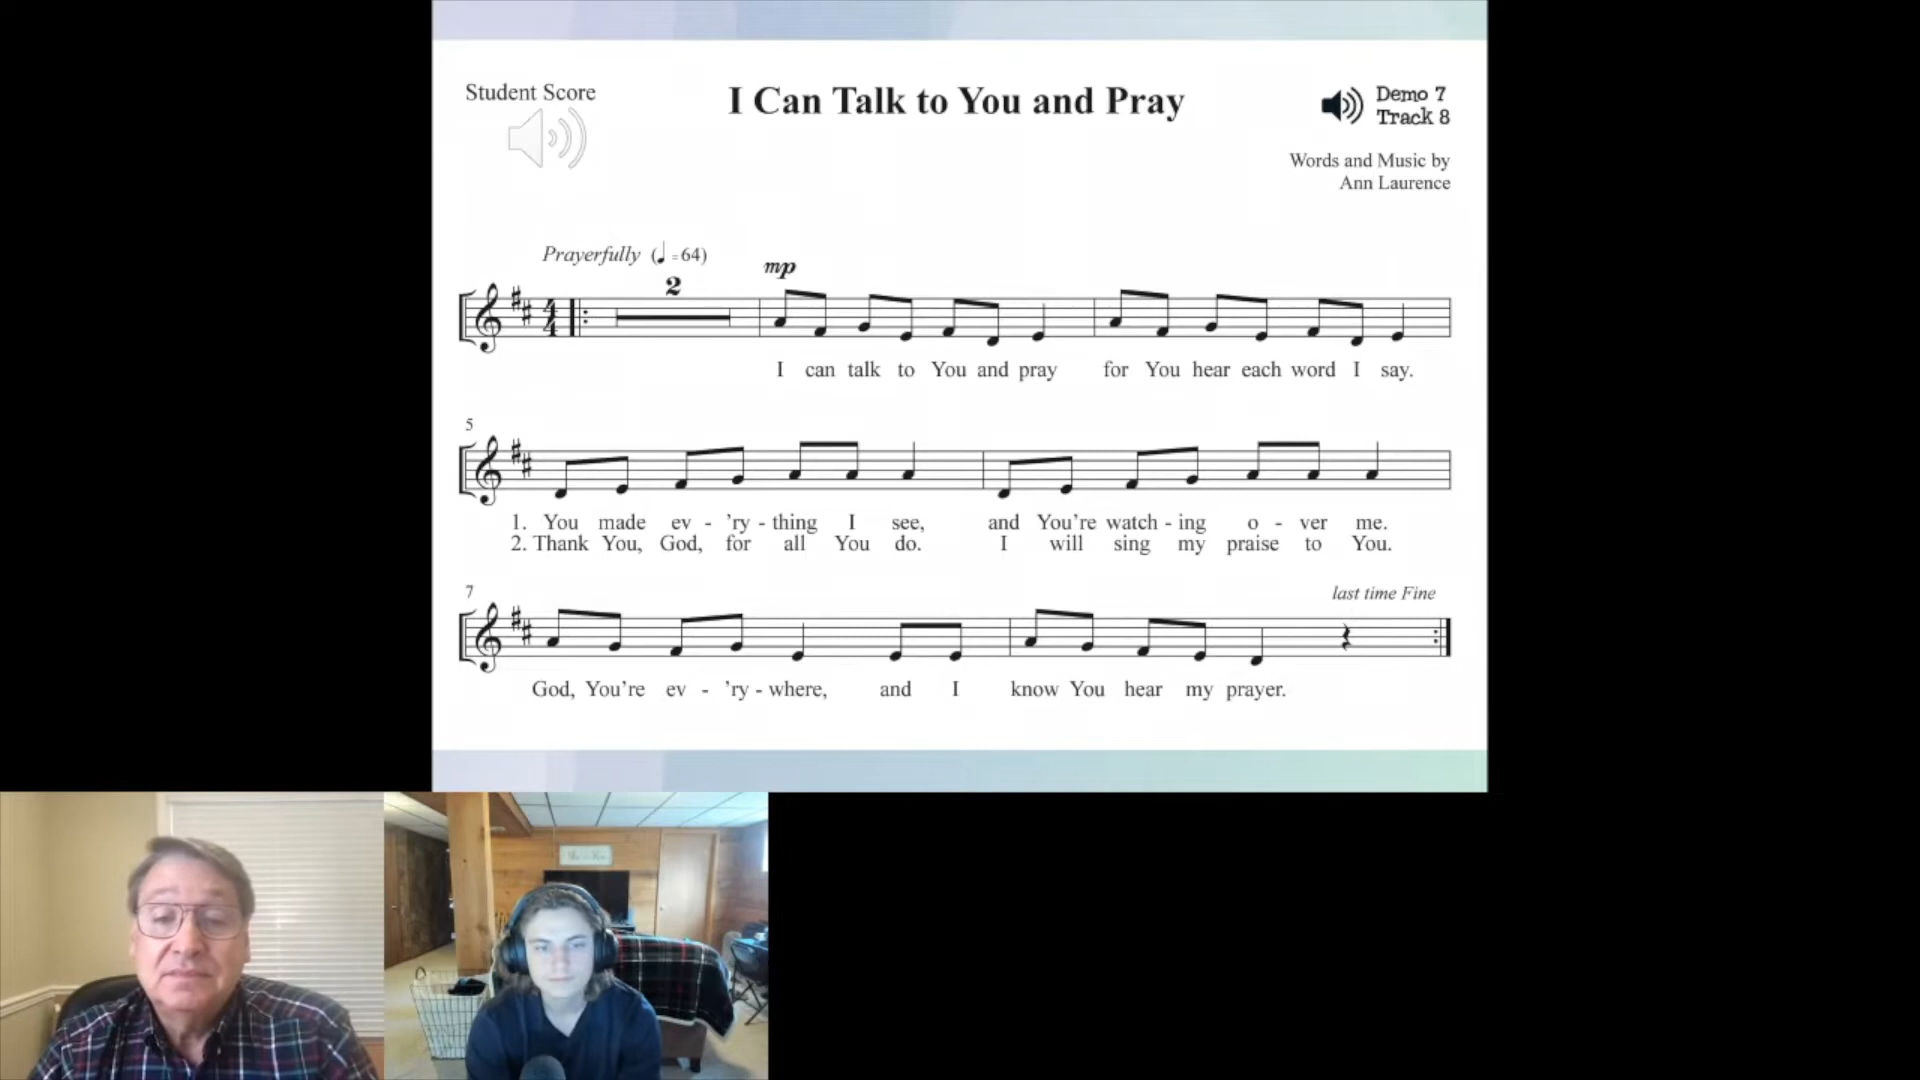 Student Score
I Can Talk to You and Pray
Demo 7
Track 8
Words and Music by
Ann Laurence
Prayerfully (♩=64)
2
mp
4
4
I can talk to You and pray for You hear each word I say.
5
1. You made ev - 'ry - thing I see, and You're watch - ing o - ver me.
2. Thank You, God, for all You do. I will sing my praise to You.
7
last time Fine
God, You're ev - 'ry - where, and I know You hear my prayer.